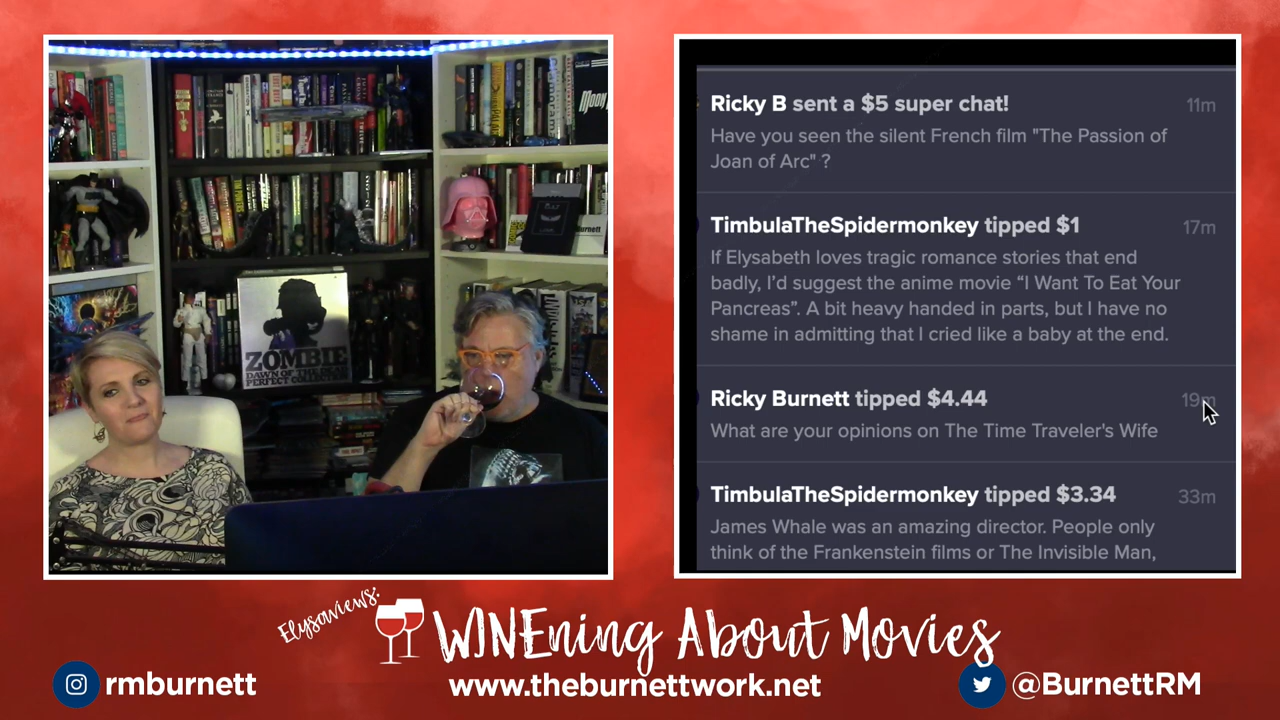 MOON
Burnett
ZOMBIE
DAWN OF THE DEAD
PERFECT COLLECTION
Ricky B sent a $5 super chat!
11m
Have you seen the silent French film "The Passion of
Joan of Arc" ?
TimbulaTheSpidermonkey tipped $1
17m
If Elysabeth loves tragic romance stories that end
badly, I’d suggest the anime movie “I Want To Eat Your
Pancreas”. A bit heavy handed in parts, but I have no
shame in admitting that I cried like a baby at the end.
Ricky Burnett tipped $4.44
19m
What are your opinions on The Time Traveler's Wife
TimbulaTheSpidermonkey tipped $3.34
33m
James Whale was an amazing director. People only
think of the Frankenstein films or The Invisible Man,
Elysaviews:
WINEning About Movies
rmburnett
www.theburnettwork.net
@BurnettRM